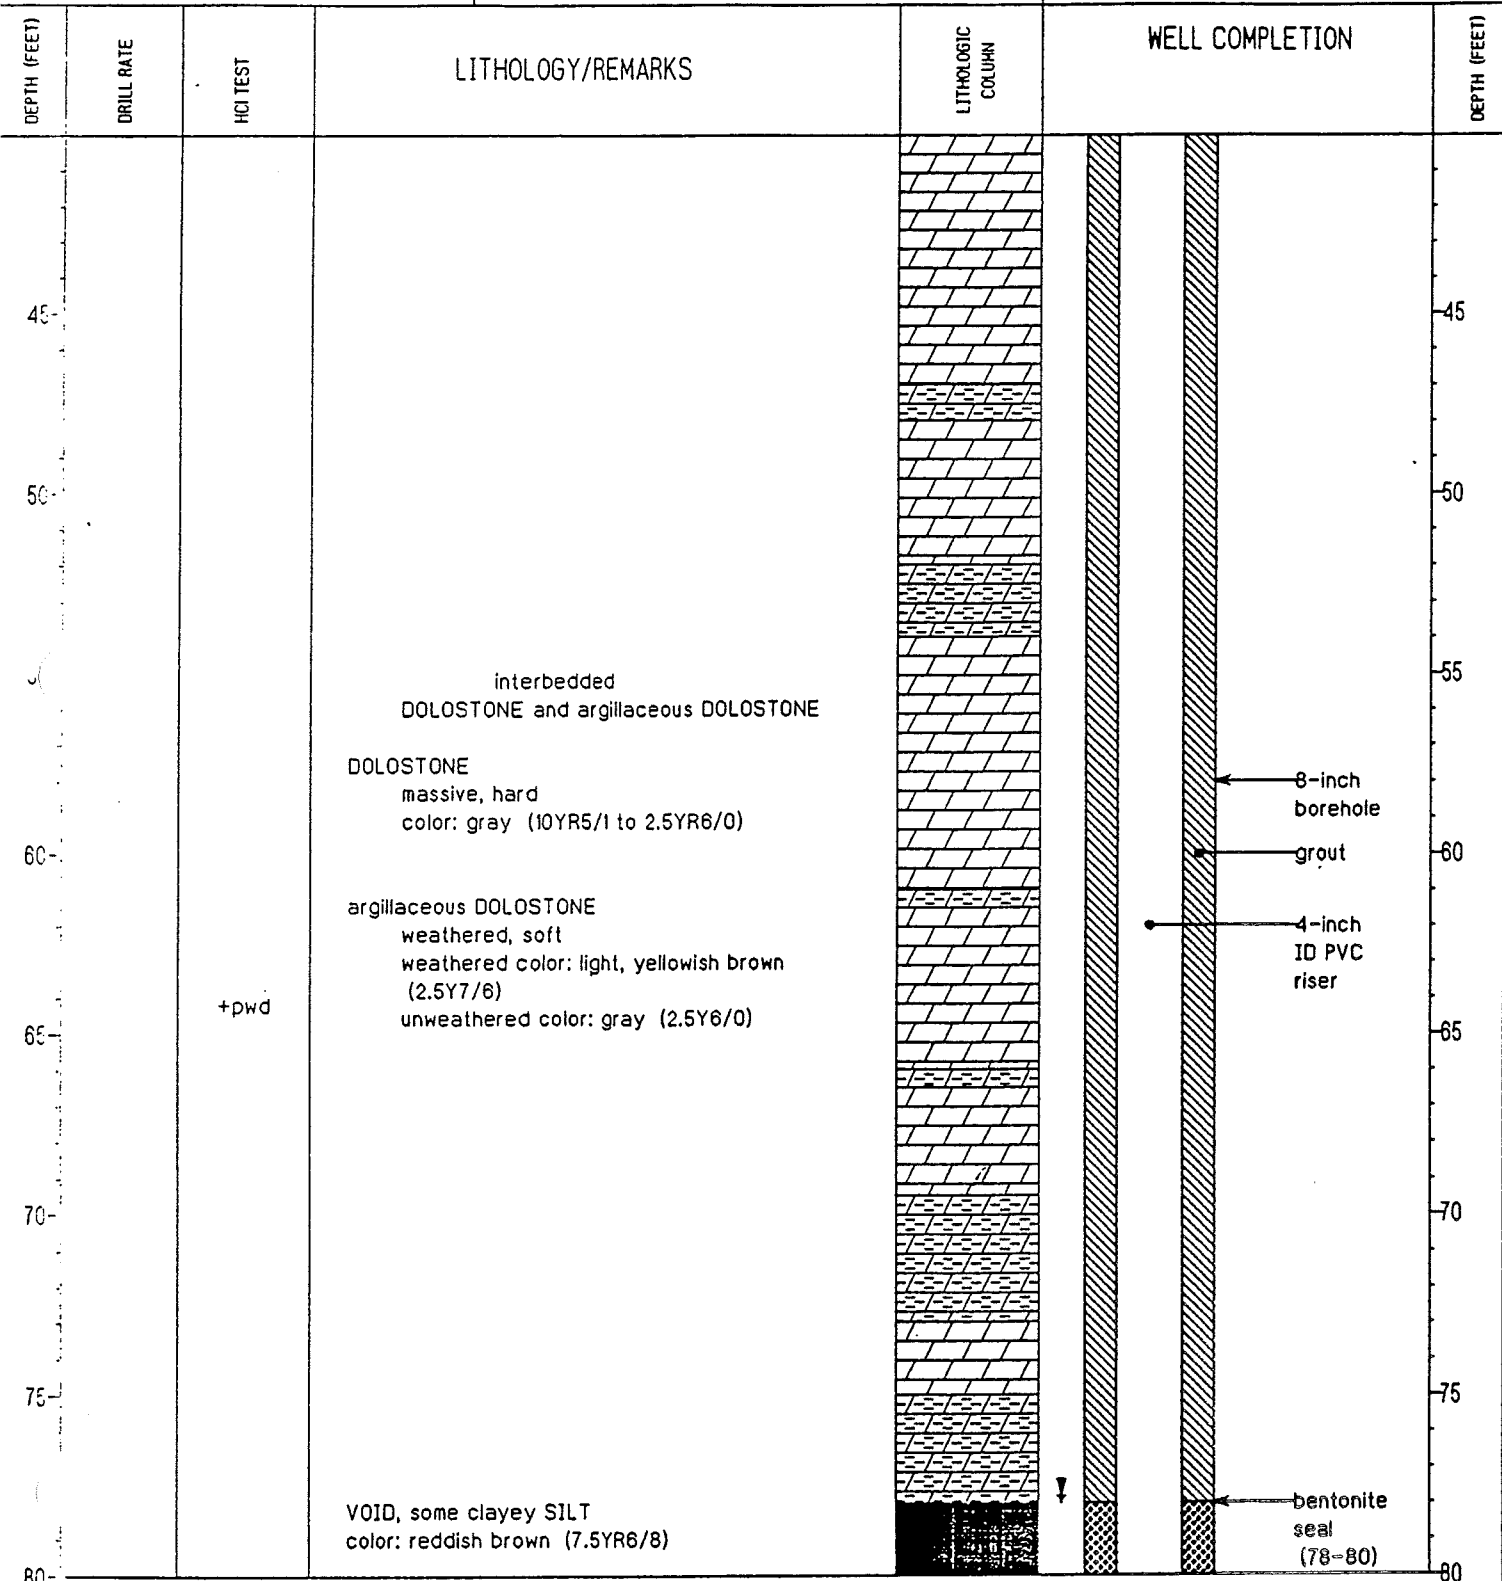 DEPTH (FEET)
DRILL RATE
HCl TEST
LITHOLOGY/REMARKS
LITHOLOGIC
COLUMN
WELL COMPLETION
DEPTH (FEET)
45
45
50
50
55
interbedded
DOLOSTONE and argillaceous DOLOSTONE
DOLOSTONE
massive, hard
color: gray (10YR5/1 to 2.5YR6/0)
8-inch
borehole
60
grout
60
argillaceous DOLOSTONE
weathered, soft
weathered color: light, yellowish brown
(2.5Y7/6)
unweathered color: gray (2.5Y6/0)
4-inch
ID PVC
riser
+pwd
65
65
70
70
75
75
VOID, some clayey SILT
color: reddish brown (7.5YR6/8)
bentonite
seal
(78-80)
80
80